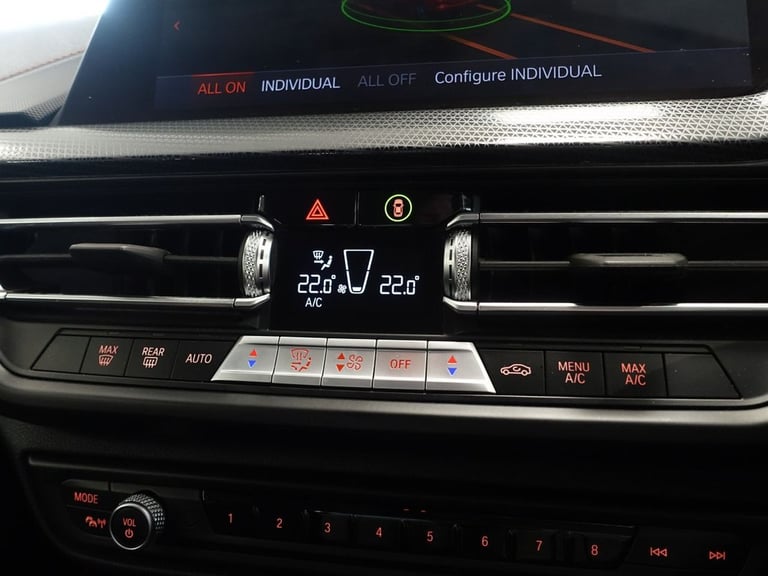 ALL ON INDIVIDUAL ALL OFF Configure INDIVIDUAL
22.0° 22.0°
A/C
MAX REAR AUTO OFF MENU A/C MAX A/C
MODE
VOL 1 2 3 4 5 6 7 8